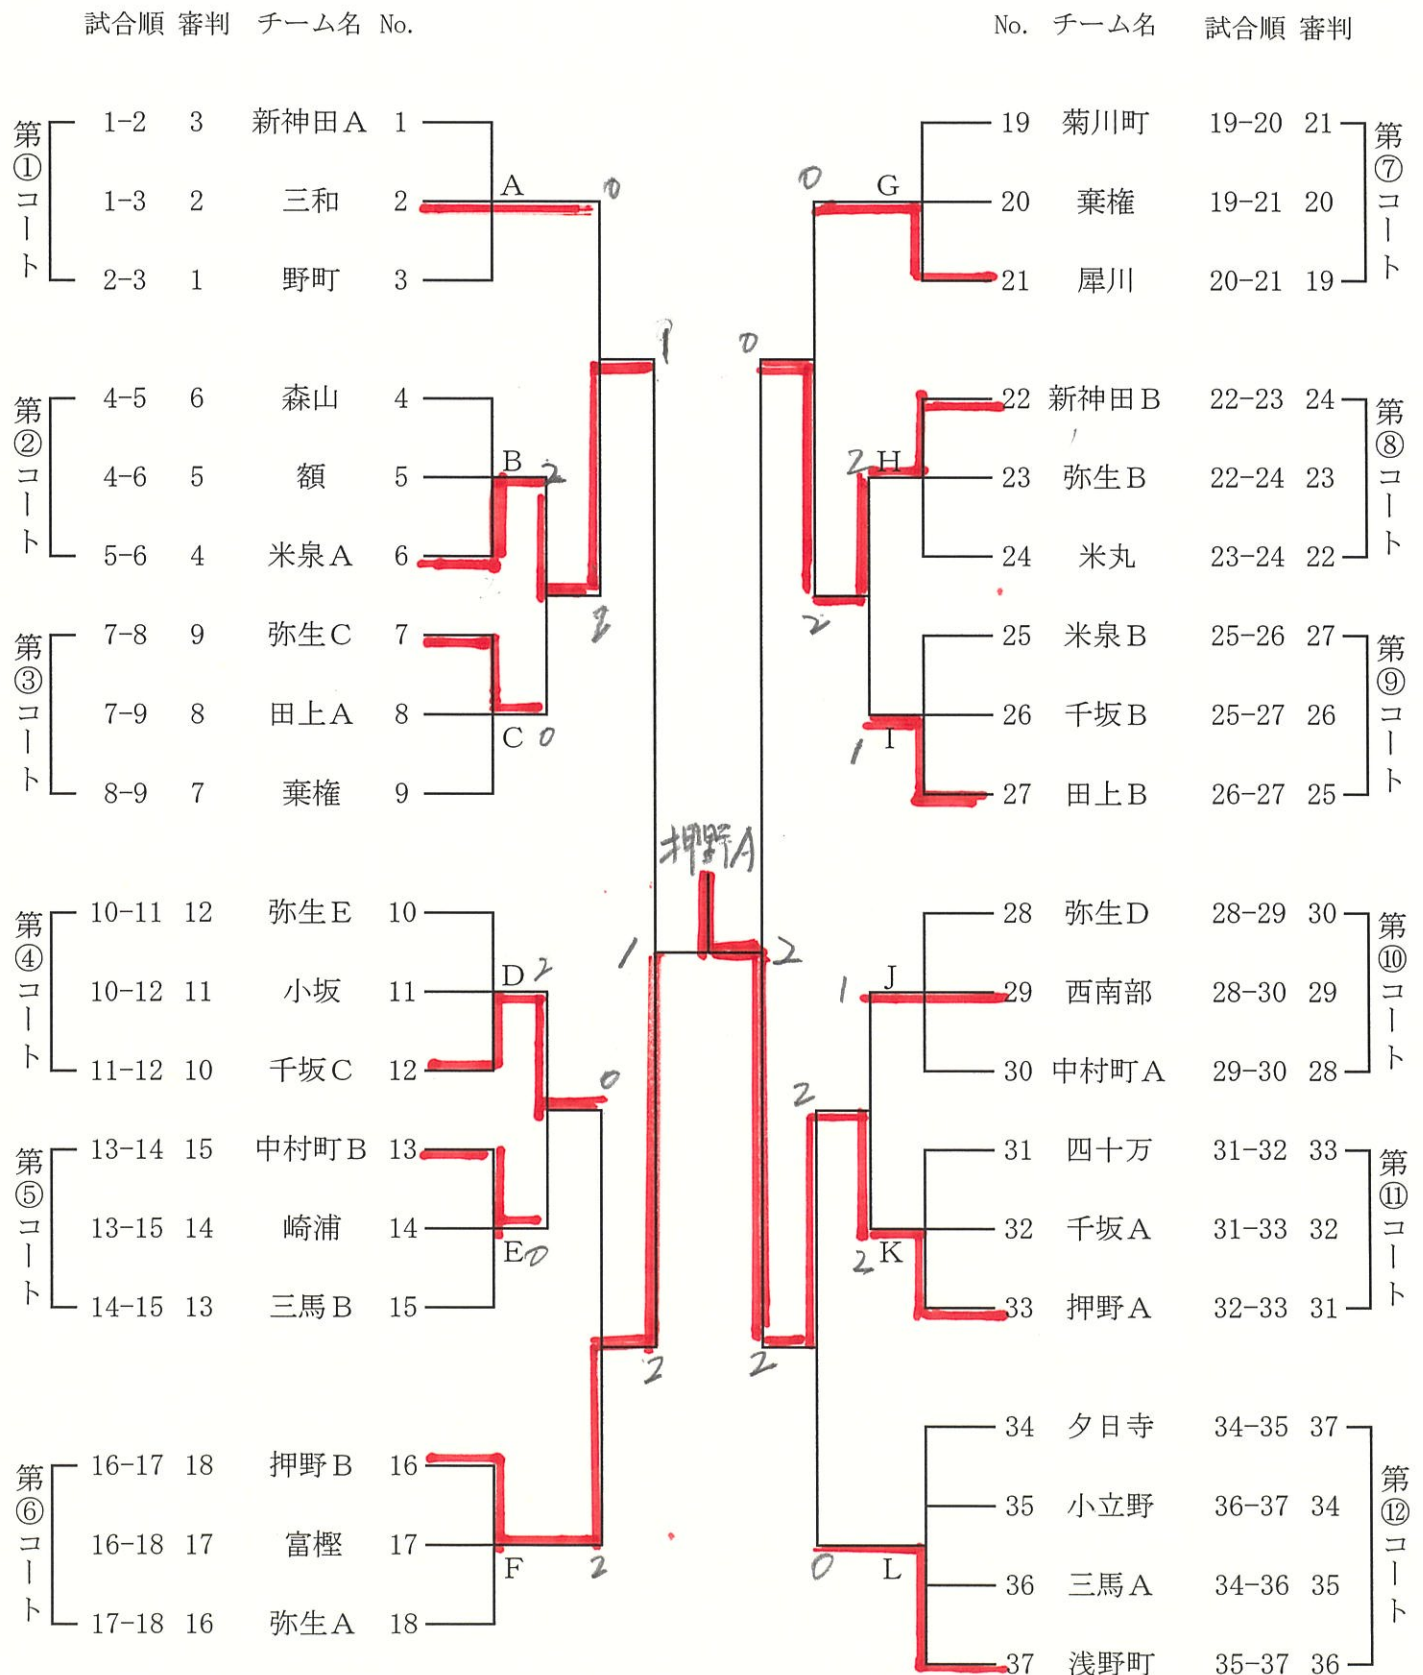 試合順 審判 チーム名 No.
No. チーム名 試合順 審判
第①コート
1-2 3 新神田A 1
A 0
1-3 2 三和 2
2-3 1 野町 3
1
第②コート
4-5 6 森山 4
B 2
4-6 5 額 5
5-6 4 米泉A 6
第③コート
7-8 9 弥生C 7
7-9 8 田上A 8
C 0
8-9 7 棄権 9
第④コート
10-11 12 弥生E 10
D 2
10-12 11 小坂 11
11-12 10 千坂C 12
0
第⑤コート
13-14 15 中村町B 13
13-15 14 崎浦 14
E 0
14-15 13 三馬B 15
2
第⑥コート
16-17 18 押野B 16
16-18 17 富樫 17
F 2
17-18 16 弥生A 18
押野A
1 2
第⑦コート
19 菊川町 19-20 21
0 G
20 棄権 19-21 20
21 犀川 20-21 19
0
第⑧コート
22 新神田B 22-23 24
2 H
23 弥生B 22-24 23
24 米丸 23-24 22
2
第⑨コート
25 米泉B 25-26 27
26 千坂B 25-27 26
1 I
27 田上B 26-27 25
第⑩コート
28 弥生D 28-29 30
1 J
29 西南部 28-30 29
30 中村町A 29-30 28
2
第⑪コート
31 四十万 31-32 33
32 千坂A 31-33 32
2 K
33 押野A 32-33 31
2
第⑫コート
34 夕日寺 34-35 37
35 小立野 36-37 34
0 L
36 三馬A 34-36 35
37 浅野町 35-37 36